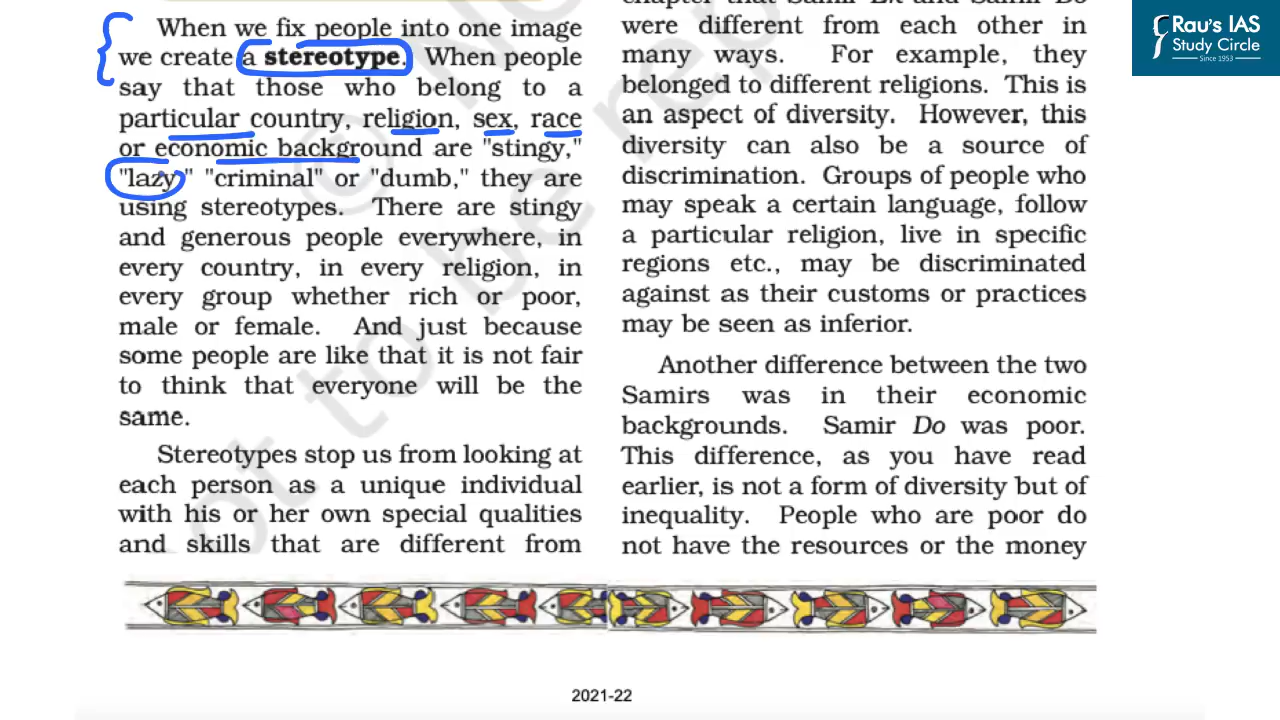 When we fix people into one image
we create a stereotype. When people
say that those who belong to a
particular country, religion, sex, race
or economic background are "stingy,"
"lazy," "criminal" or "dumb," they are
using stereotypes. There are stingy
and generous people everywhere, in
every country, in every religion, in
every group whether rich or poor,
male or female. And just because
some people are like that it is not fair
to think that everyone will be the
same.
Stereotypes stop us from looking at
each person as a unique individual
with his or her own special qualities
and skills that are different from
were different from each other in
many ways. For example, they
belonged to different religions. This is
an aspect of diversity. However, this
diversity can also be a source of
discrimination. Groups of people who
may speak a certain language, follow
a particular religion, live in specific
regions etc., may be discriminated
against as their customs or practices
may be seen as inferior.
Another difference between the two
Samirs was in their economic
backgrounds. Samir Do was poor.
This difference, as you have read
earlier, is not a form of diversity but of
inequality. People who are poor do
not have the resources or the money
2021-22
Rau's IAS
Study Circle
Since 1953